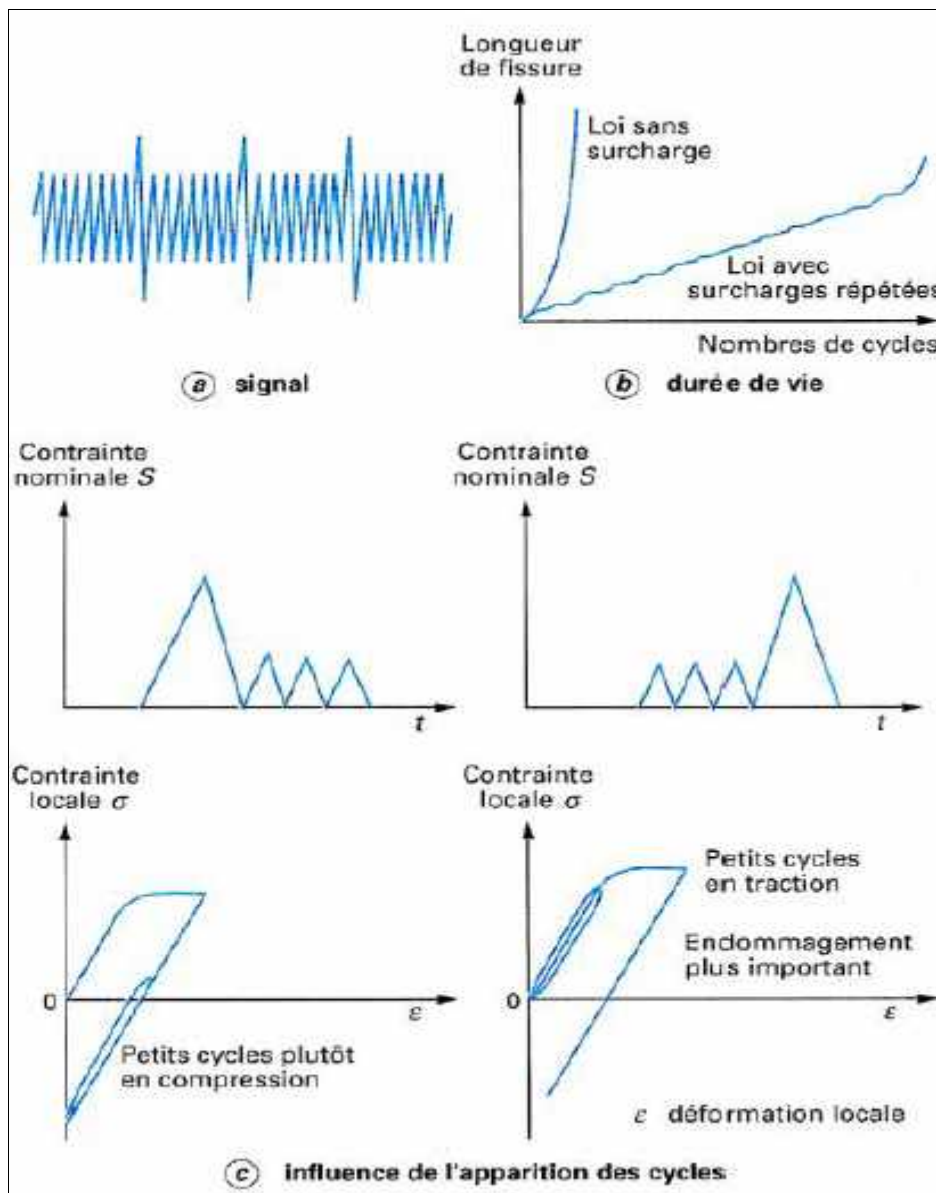 Longueur
de fissure
Loi sans
surcharge
Loi avec
surcharges répétées
Nombres de cycles
a signal
b durée de vie
Contrainte
nominale S
t
Contrainte
nominale S
t
Contrainte
locale σ
0
ε
Petits cycles plutôt
en compression
Contrainte
locale σ
Petits cycles
en traction
Endommagement
plus important
0
ε
ε déformation locale
c influence de l'apparition des cycles